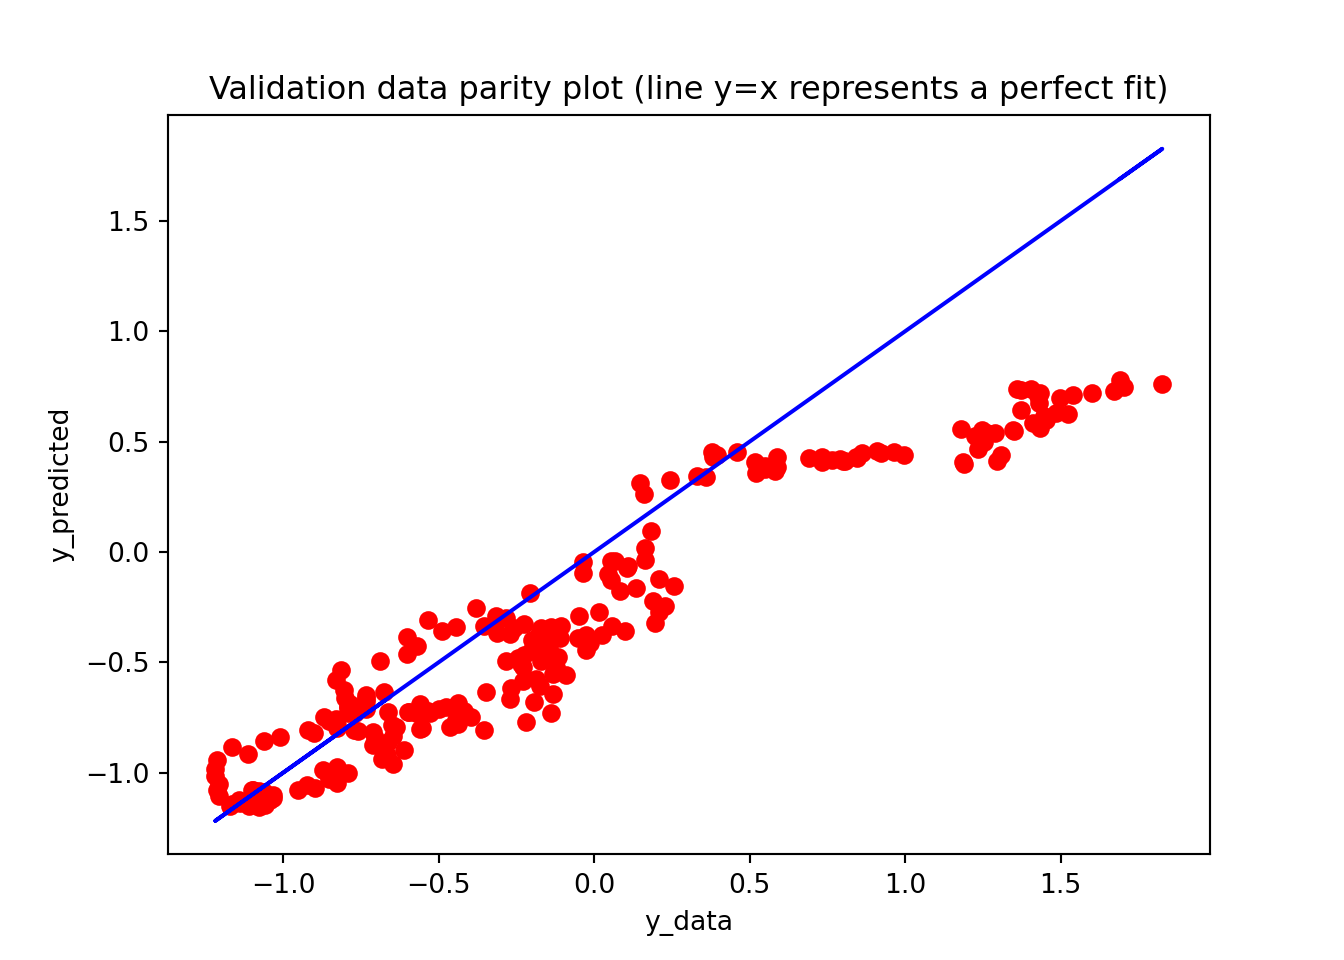 Validation data parity plot (line y=x represents a perfect fit)
1.5
1.0
0.5
0.0
−0.5
−1.0
y_predicted
−1.0 −0.5 0.0 0.5 1.0 1.5
y_data